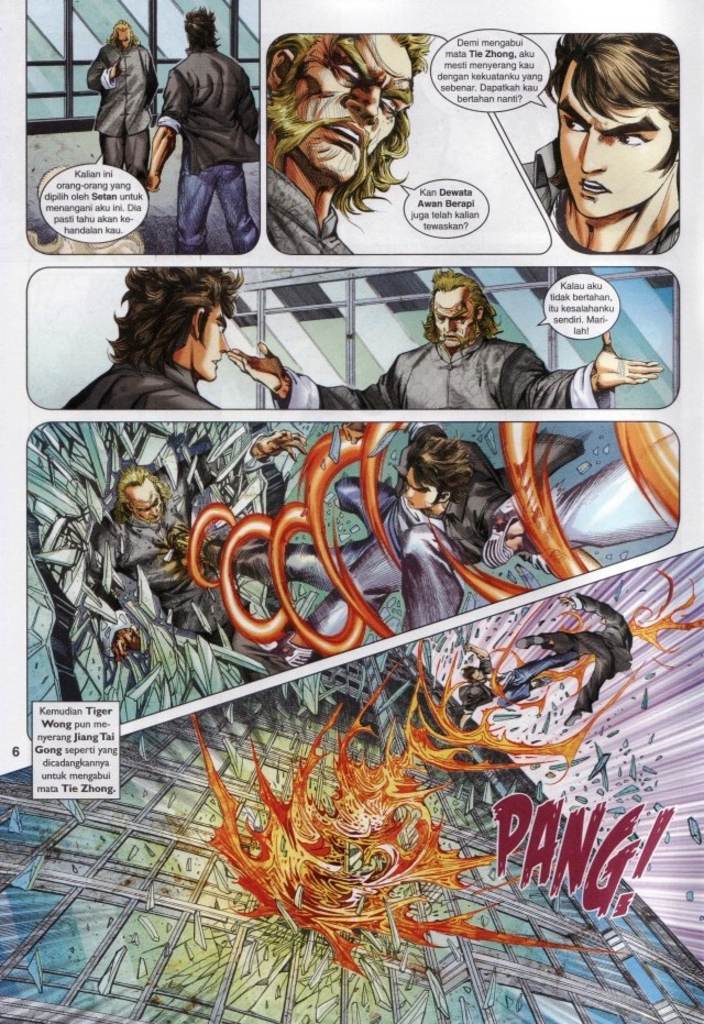 Kalian ini
orang-orang yang
dipilih oleh Setan untuk
menangani aku ini. Dia
pasti tahu akan ke-
handalan kau.
Demi mengabui
mata Tie Zhong, aku
mesti menyerang kau
dengan kekuatanku yang
sebenar. Dapatkah kau
bertahan nanti?
Kan Dewata
Awan Berapi
juga telah kalian
tewaskan?
Kalau aku
tidak bertahan,
itu kesalahanku
sendiri. Mari-
lah!
Kemudian Tiger
Wong pun me-
nyerang Jiang Tai
Gong seperti yang
dicadangkannya
untuk mengabui
mata Tie Zhong.
6
PANG!